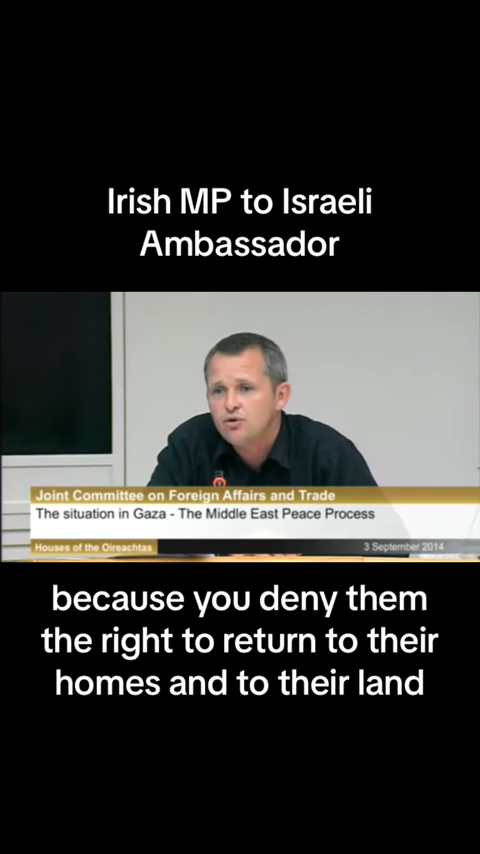 Irish MP to Israeli
Ambassador
Joint Committee on Foreign Affairs and Trade
The situation in Gaza - The Middle East Peace Process
Houses of the Oireachtas
3 September 2014
because you deny them
the right to return to their
homes and to their land